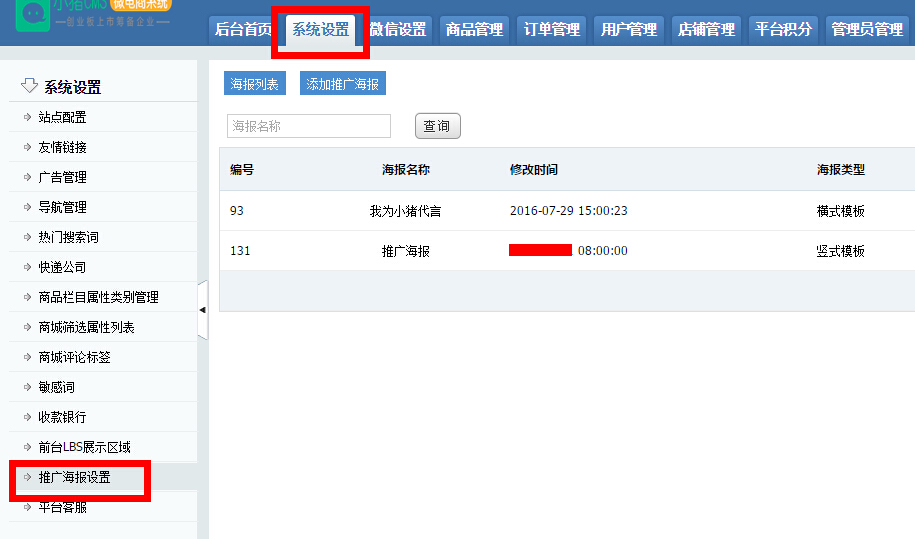 小猪CMS 微电商系统
—创业板上市筹备企业—
后台首页 系统设置 微信设置 商品管理 订单管理 用户管理 店铺管理 平台积分 管理员管理
系统设置
站点配置
友情链接
广告管理
导航管理
热门搜索词
快递公司
商品栏目属性类别管理
商城筛选属性列表
商城评论标签
敏感词
收款银行
前台LBS展示区域
推广海报设置
平台客服
海报列表 添加推广海报
海报名称 查询
编号 海报名称 修改时间 海报类型
93 我为小猪代言 2016-07-29 15:00:23 横式模板
131 推广海报 08:00:00 竖式模板